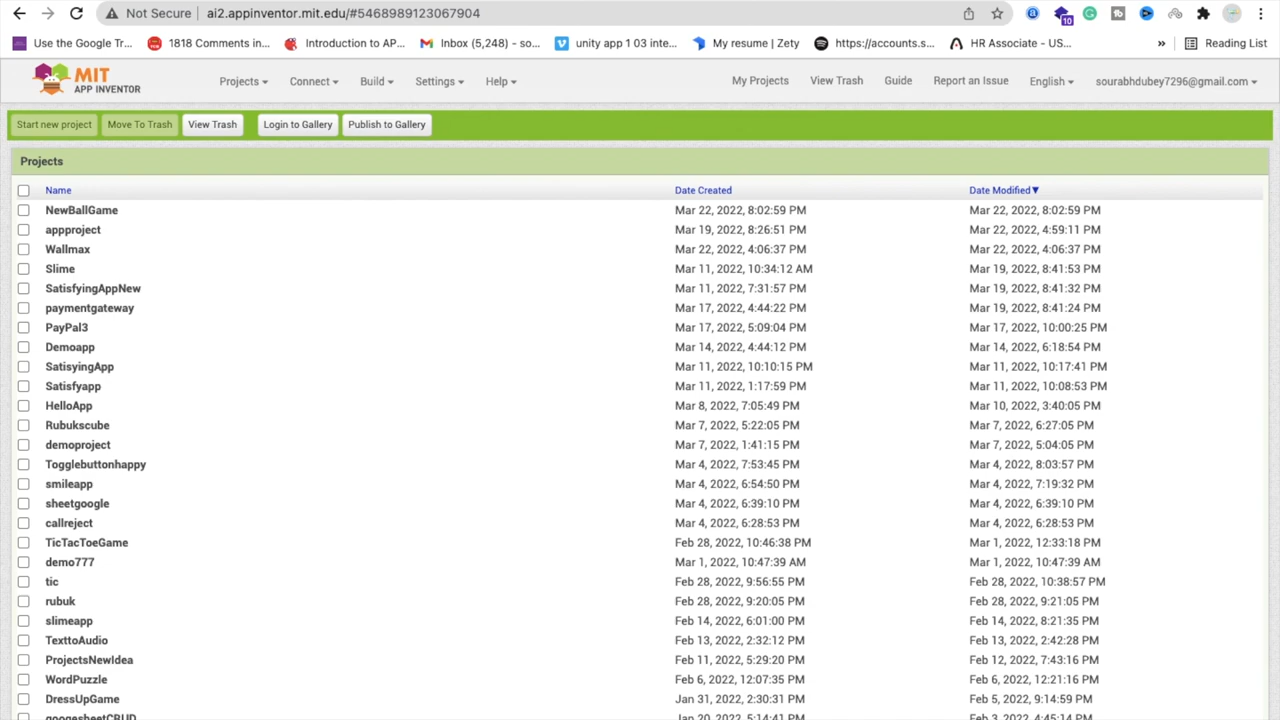 Not Secure ai2.appinventor.mit.edu/#5468989123067904
10
Use the Google Tr... 1818 Comments in... Introduction to AP... Inbox (5,248) - so... unity app 1 03 inte... My resume | Zety https://accounts.s... HR Associate - US... » Reading List
MIT
APP INVENTOR
Projects Connect Build Settings Help My Projects View Trash Guide Report an Issue English sourabhdubey7296@gmail.com
Start new project Move To Trash View Trash Login to Gallery Publish to Gallery
Projects
Name Date Created Date Modified▼
NewBallGame Mar 22, 2022, 8:02:59 PM Mar 22, 2022, 8:02:59 PM
appproject Mar 19, 2022, 8:26:51 PM Mar 22, 2022, 4:59:11 PM
Wallmax Mar 22, 2022, 4:06:37 PM Mar 22, 2022, 4:06:37 PM
Slime Mar 11, 2022, 10:34:12 AM Mar 19, 2022, 8:41:53 PM
SatisfyingAppNew Mar 11, 2022, 7:31:57 PM Mar 19, 2022, 8:41:32 PM
paymentgateway Mar 17, 2022, 4:44:22 PM Mar 19, 2022, 8:41:24 PM
PayPal3 Mar 17, 2022, 5:09:04 PM Mar 17, 2022, 10:00:25 PM
Demoapp Mar 14, 2022, 4:44:12 PM Mar 14, 2022, 6:18:54 PM
SatisyingApp Mar 11, 2022, 10:10:15 PM Mar 11, 2022, 10:17:41 PM
Satisfyapp Mar 11, 2022, 1:17:59 PM Mar 11, 2022, 10:08:53 PM
HelloApp Mar 8, 2022, 7:05:49 PM Mar 10, 2022, 3:40:05 PM
Rubukscube Mar 7, 2022, 5:22:05 PM Mar 7, 2022, 6:27:05 PM
demoproject Mar 7, 2022, 1:41:15 PM Mar 7, 2022, 5:04:05 PM
Togglebuttonhappy Mar 4, 2022, 7:53:45 PM Mar 4, 2022, 8:03:57 PM
smileapp Mar 4, 2022, 6:54:50 PM Mar 4, 2022, 7:19:32 PM
sheetgoogle Mar 4, 2022, 6:39:10 PM Mar 4, 2022, 6:39:10 PM
callreject Mar 4, 2022, 6:28:53 PM Mar 4, 2022, 6:28:53 PM
TicTacToeGame Feb 28, 2022, 10:46:38 PM Mar 1, 2022, 12:33:18 PM
demo777 Mar 1, 2022, 10:47:39 AM Mar 1, 2022, 10:47:39 AM
tic Feb 28, 2022, 9:56:55 PM Feb 28, 2022, 10:38:57 PM
rubuk Feb 28, 2022, 9:20:05 PM Feb 28, 2022, 9:21:05 PM
slimeapp Feb 14, 2022, 6:01:00 PM Feb 14, 2022, 8:21:35 PM
TexttoAudio Feb 13, 2022, 2:32:12 PM Feb 13, 2022, 2:42:28 PM
ProjectsNewIdea Feb 11, 2022, 5:29:20 PM Feb 12, 2022, 7:43:16 PM
WordPuzzle Feb 6, 2022, 12:07:35 PM Feb 6, 2022, 12:21:16 PM
DressUpGame Jan 31, 2022, 2:30:31 PM Feb 5, 2022, 9:14:59 PM
googesheetCRUD Jan 20, 2022, 5:14:41 PM Feb 3, 2022, 4:45:14 PM